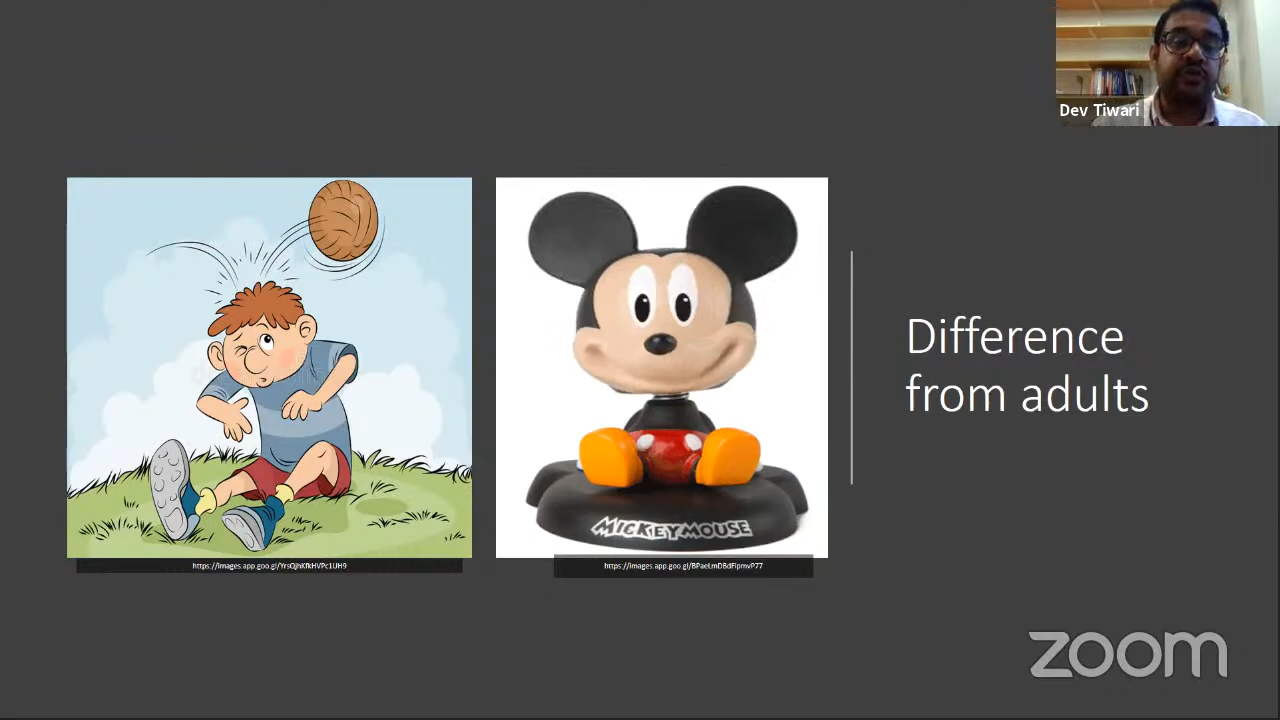 Dev Tiwari
MICKEY MOUSE
Difference
from adults
https://images.app.goo.gl/YrsQjhKfkHVPc1UH9
https://images.app.goo.gl/BPaeLmDBdFipmvP77
zoom